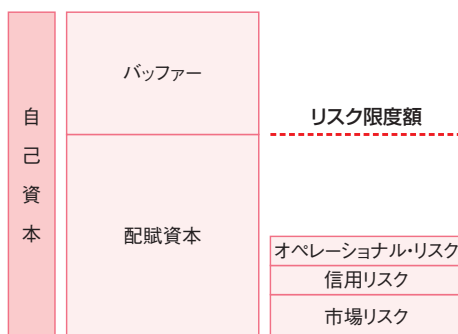 自己資本
バッファー
配賦資本
リスク限度額
オペレーショナル・リスク
信用リスク
市場リスク